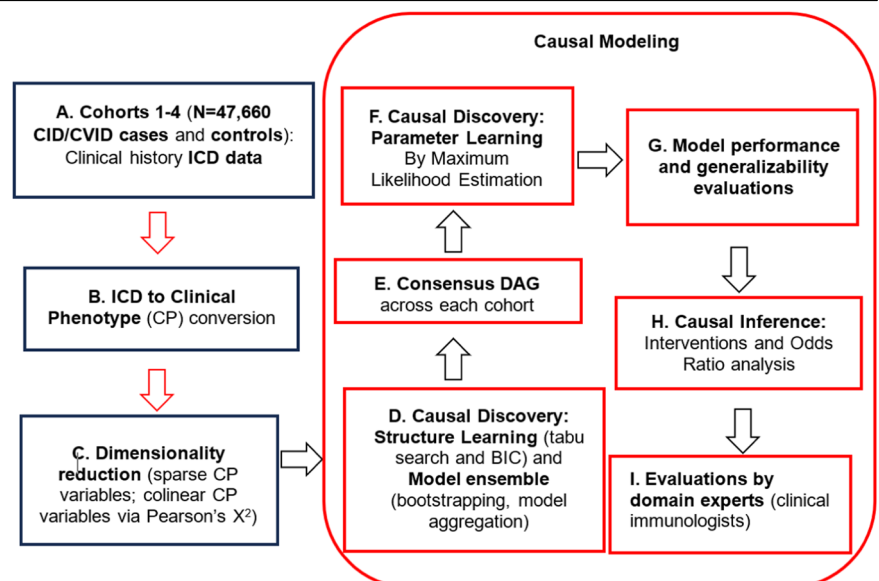 Causal Modeling
A. Cohorts 1-4 (N=47,660
CID/CVID cases and controls):
Clinical history ICD data
B. ICD to Clinical
Phenotype (CP) conversion
C. Dimensionality
reduction (sparse CP
variables; colinear CP
variables via Pearson's X²)
D. Causal Discovery:
Structure Learning (tabu
search and BIC) and
Model ensemble
(bootstrapping, model
aggregation)
E. Consensus DAG
across each cohort
F. Causal Discovery:
Parameter Learning
By Maximum
Likelihood Estimation
G. Model performance
and generalizability
evaluations
H. Causal Inference:
Interventions and Odds
Ratio analysis
I. Evaluations by
domain experts (clinical
immunologists)